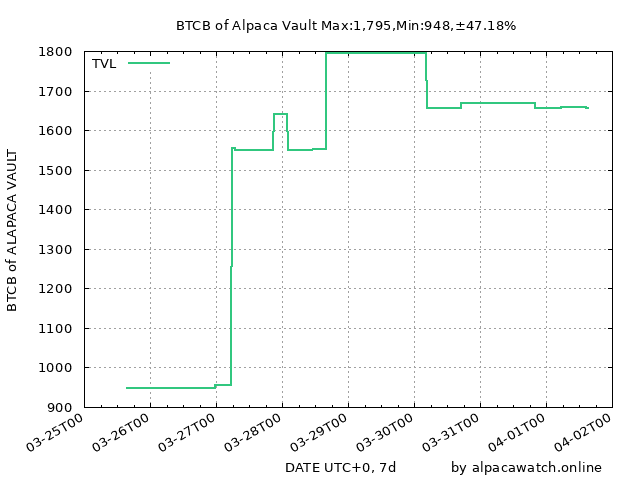 BTCB of Alpaca Vault Max:1,795,Min:948,±47.18%
TVL
1800
1700
1600
1500
1400
1300
1200
1100
1000
900
BTCB of ALAPACA VAULT
03-25T00
03-26T00
03-27T00
03-28T00
03-29T00
03-30T00
03-31T00
04-01T00
04-02T00
DATE UTC+0, 7d
by alpacawatch.online